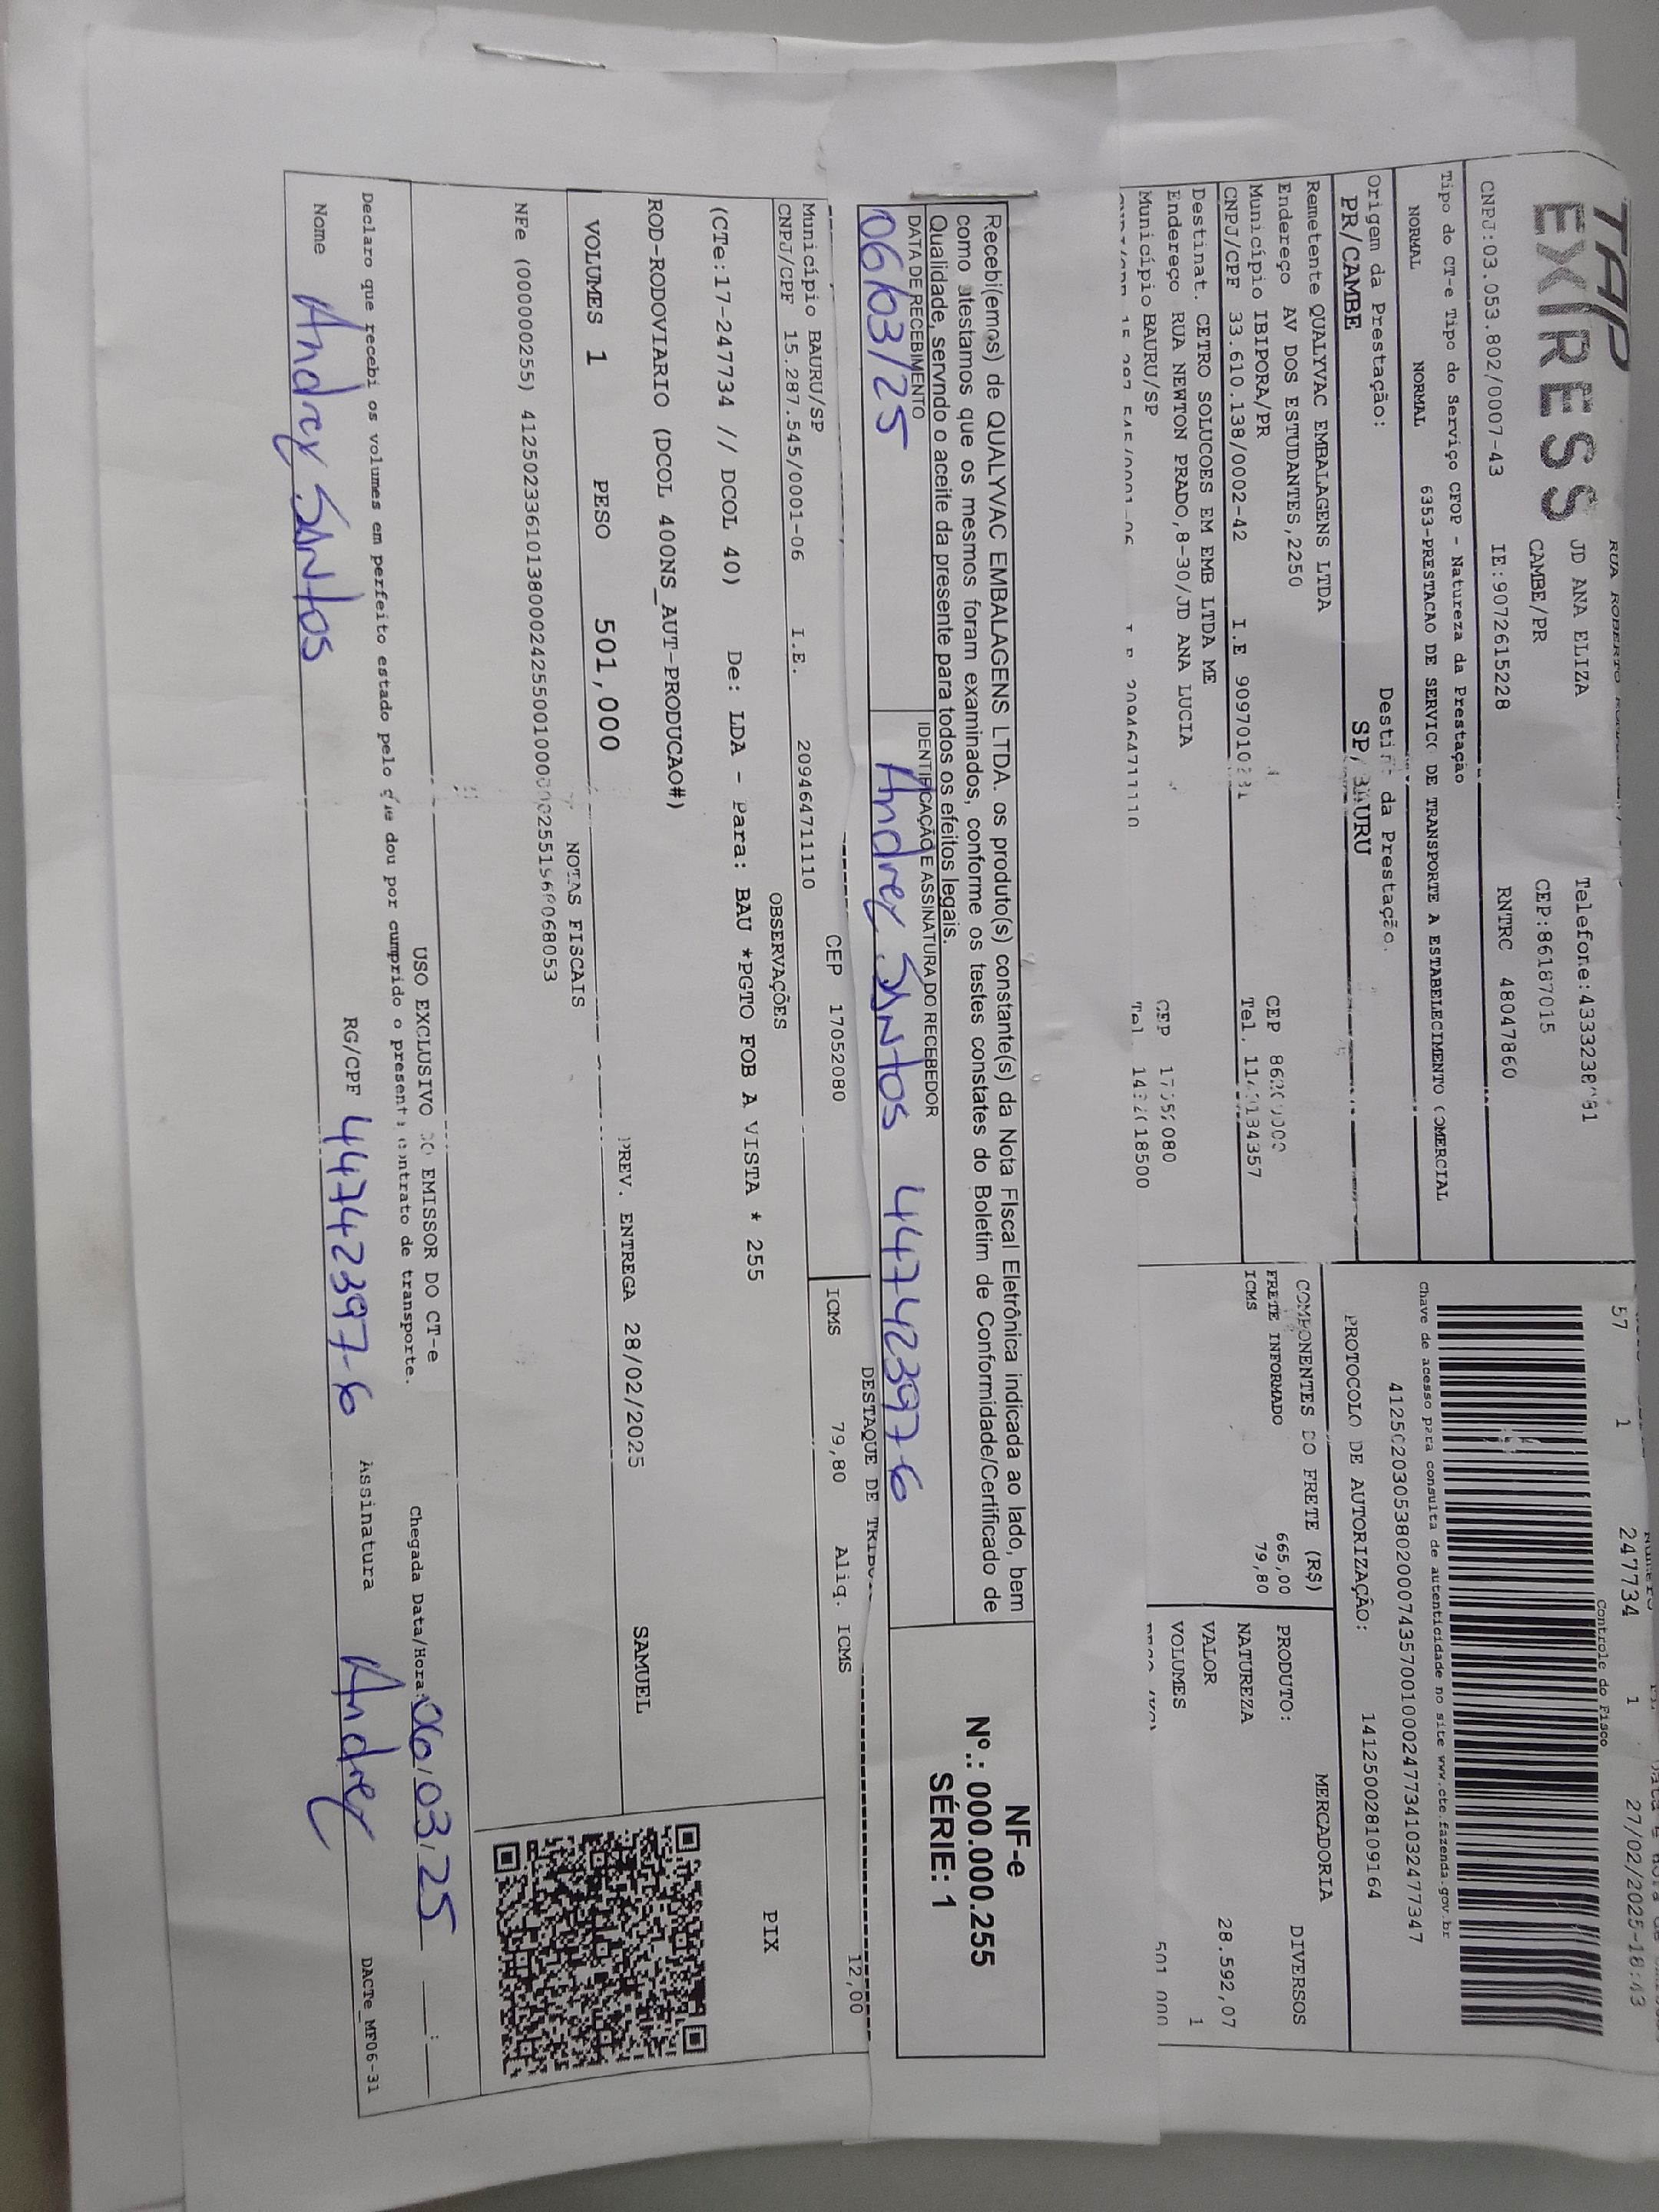 TAP
EXPRESS
JD ANA ELIZA
Telefone:
CAMBE/PR
CEP:86187015
CNPJ:03.053.802/0007-43 IE:9072615228 RNTRC 48047860
57 1 247734 1 27/02/2025-18:43
Controle do Fisco
Tipo do CT-e Tipo do Serviço CFOP - Natureza da Prestação
NORMAL NORMAL 6353-PRESTACAO DE SERVICO DE TRANSPORTE A ESTABELECIMENTO COMERCIAL
Chave de acesso para consulta de autenticidade no site www.cte.fazenda.gov.br
41250203053802000743570010002477341032477347
Origem da Prestação: Destino da Prestação:
PR/CAMBE SP/ BAURU
PROTOCOLO DE AUTORIZAÇÃO: 141250028109164
Remetente QUALYVAC EMBALAGENS LTDA
Endereço AV DOS ESTUDANTES,2250 CEP
Município IBIPORA/PR Tel.
CNPJ/CPF 33.610.138/0002-42 I.E
Destinat. CETRO SOLUCOES EM EMB LTDA ME
Endereço RUA NEWTON PRADO,8-30/JD ANA LUCIA CEP 17052080
Município BAURU/SP Tel
COMPONENTES DO FRETE (R$)
FRETE INFORMADO 665,00
ICMS 79,80
MERCADORIA
PRODUTO: DIVERSOS
NATUREZA
VALOR 28.592,07
VOLUMES 1
Recebi(emos) de QUALYVAC EMBALAGENS LTDA. os produto(s) constante(s) da Nota FIscal Eletrônica indicada ao lado, bem
como atestamos que os mesmos foram examinados, conforme os testes constates do Boletim de Conformidade/Certificado de
Qualidade, servndo o aceite da presente para todos os efeitos legais.
DATA DE RECEBIMENTO IDENTIFICAÇÃO E ASSINATURA DO RECEBEDOR
06/03/25 Andrey SANtos 44742397-6
NF-e
Nº.: 000.000.255
SÉRIE: 1
DESTAQUE DE
Município BAURU/SP CEP 17052080
CNPJ/CPF 15.287.545/0001-06 I.E. 209464711110
ICMS 79,80 Aliq. ICMS 12,00
OBSERVAÇÕES
(CTe:17-247734 // DCOL 40) De: LDA - Para: BAU *PGTO FOB A VISTA * 255
PIX
ROD-RODOVIARIO (DCOL 400NS_AUT-PRODUCAO#)
VOLUMES 1 PESO 501,000 PREV. ENTREGA 28/02/2025 SAMUEL
NOTAS FISCAIS
NFe (000000255)
USO EXCLUSIVO DO EMISSOR DO CT-e
Chegada Data/Hora: 06/03/25
Declaro que recebi os volumes em perfeito estado pelo que dou por cumprido o presente contrato de transporte.
Nome Andrey SANtos RG/CPF 44742397-6 Assinatura Andrey
DACTe_MF06-31